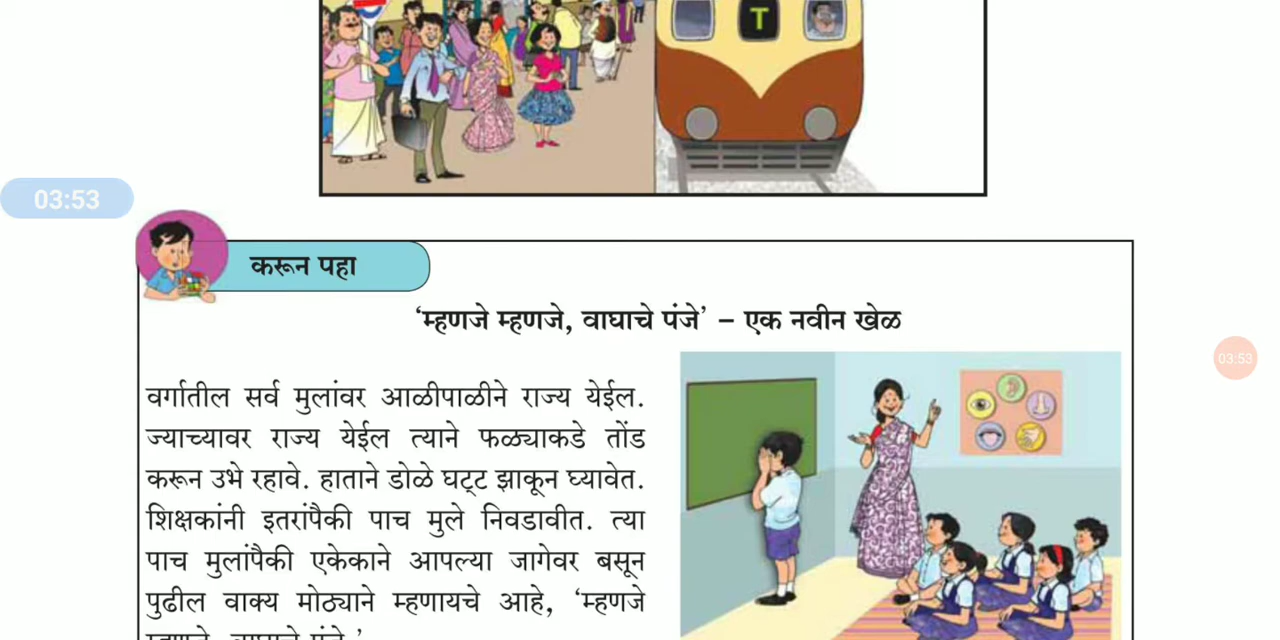 T
03:53
करून पहा
‘म्हणजे म्हणजे, वाघाचे पंजे’ – एक नवीन खेळ
03:53
वर्गातील सर्व मुलांवर आळीपाळीने राज्य येईल.
ज्याच्यावर राज्य येईल त्याने फळ्याकडे तोंड
करून उभे रहावे. हाताने डोळे घट्ट झाकून घ्यावेत.
शिक्षकांनी इतरांपैकी पाच मुले निवडावीत. त्या
पाच मुलांपैकी एकेकाने आपल्या जागेवर बसून
पुढील वाक्य मोठ्याने म्हणायचे आहे, ‘म्हणजे